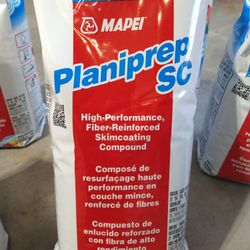 MAPEI
Planiprep
SC
High-Performance,
Fiber-Reinforced
Skimcoating
Compound
Composé de
resurfaçage haute
performance en
couche mince,
renforcé de fibres
Compuesto de
enlucido reforzado
con fibra de alto
rendimiento